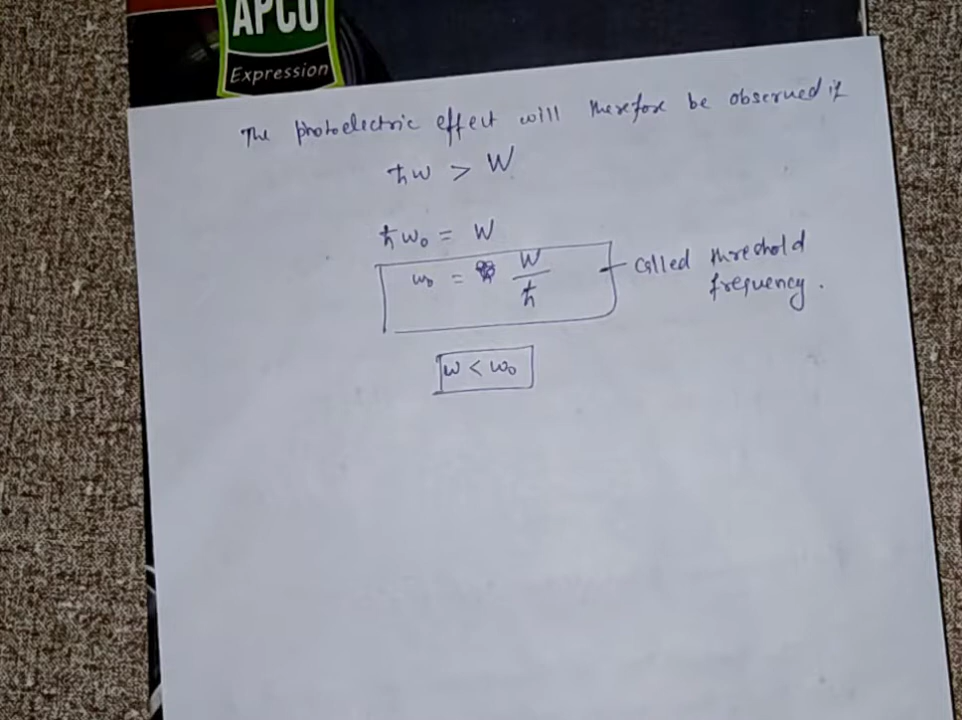 APCO
Expression
The photoelectric effect will therefore be observed if
ħω > W
ħω₀ = W
ω₀ = W/ħ called threshold frequency.
ω < ω₀